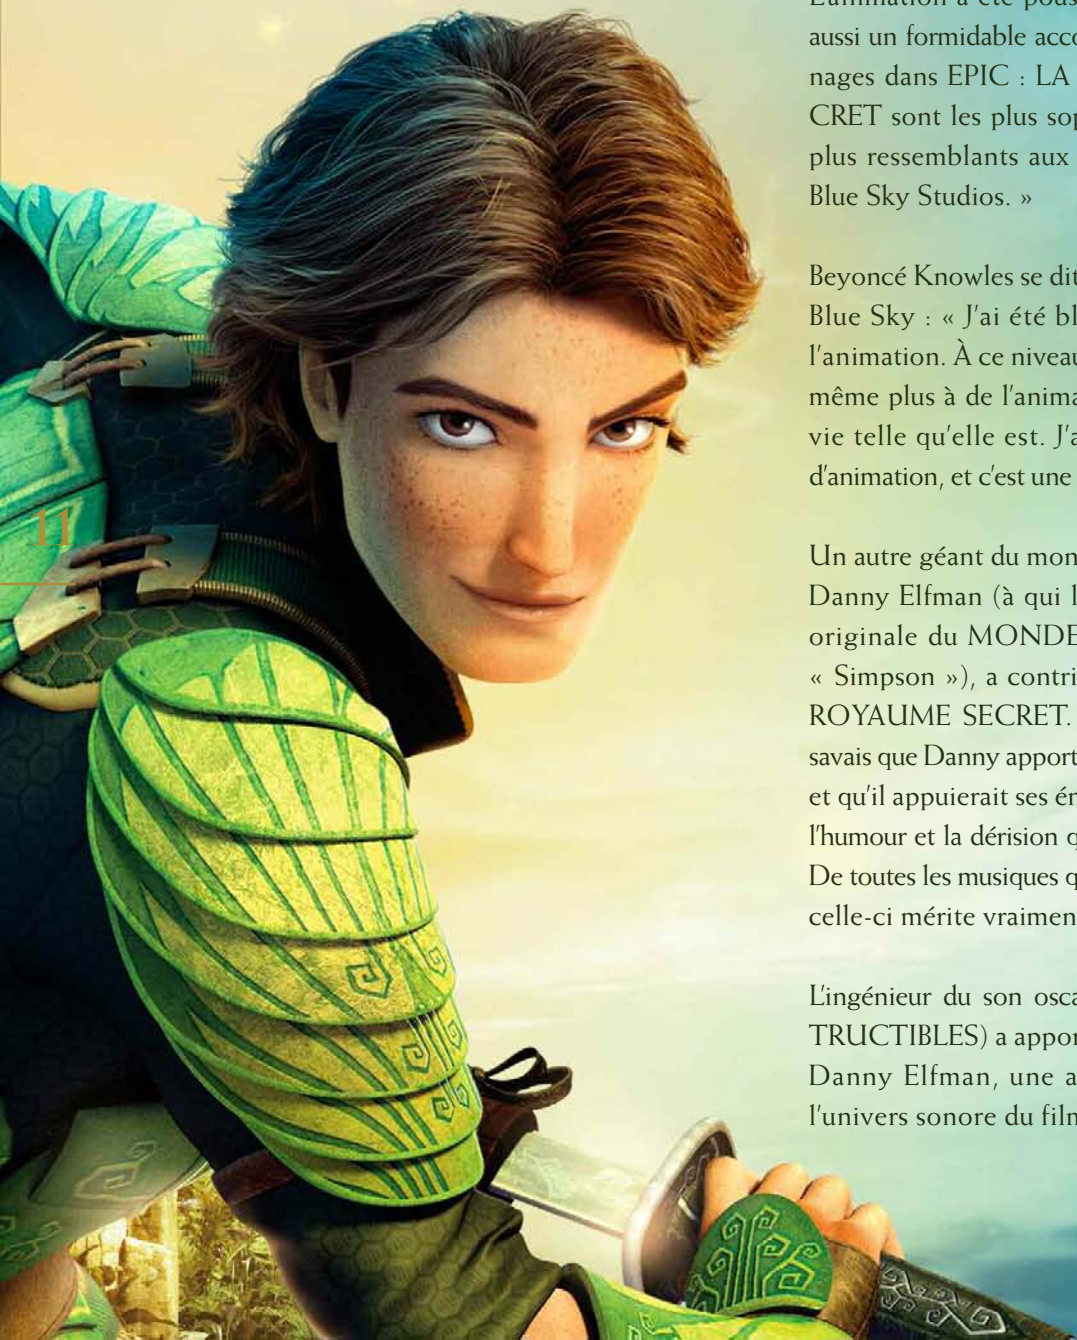 L'animation a été pous
aussi un formidable acco
nages dans EPIC : LA
CRET sont les plus sop
plus ressemblants aux
Blue Sky Studios. »
Beyoncé Knowles se dit
Blue Sky : « J'ai été bl
l'animation. À ce niveau
même plus à de l'anima
vie telle qu'elle est. J'a
d'animation, et c'est une
Un autre géant du mon
Danny Elfman (à qui l
originale du MONDE
« Simpson »), a contri
ROYAUME SECRET.
savais que Danny apport
et qu'il appuierait ses ém
l'humour et la dérision q
De toutes les musiques q
celle-ci mérite vraimen
L'ingénieur du son osca
TRUCTIBLES) a appor
Danny Elfman, une a
l'univers sonore du film
11